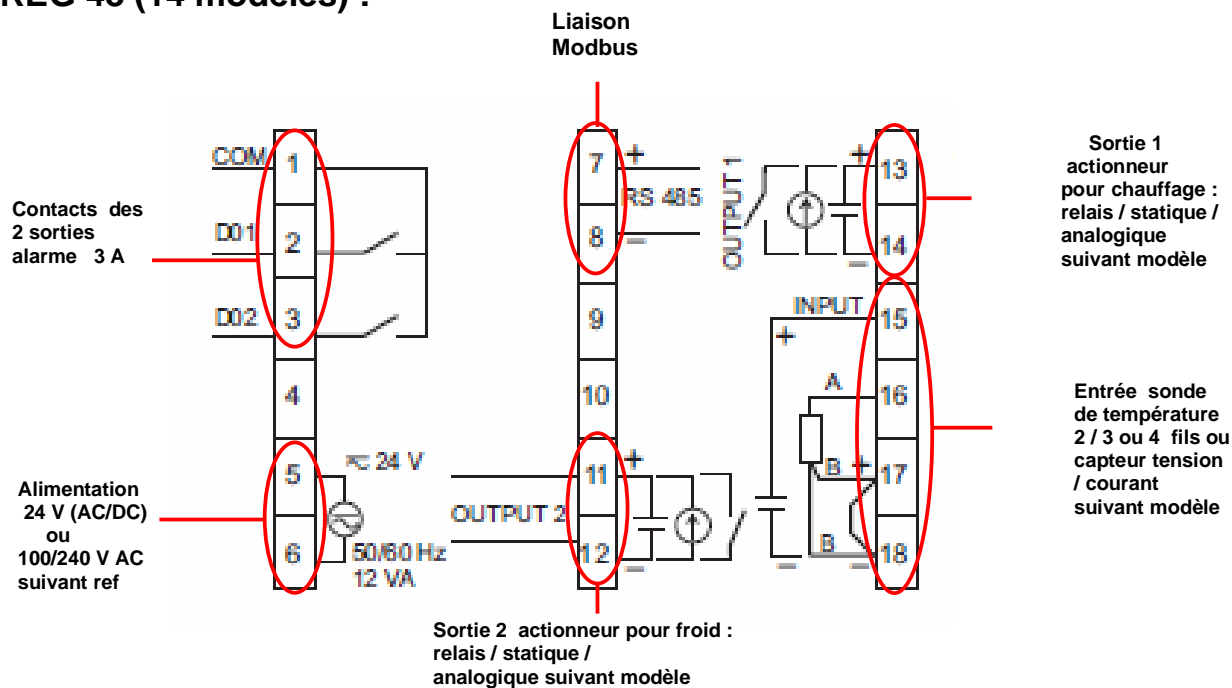 REG 48 (14 modèles) :
Liaison
Modbus
Contacts des
2 sorties
alarme 3 A
COM
D01
D02
1
2
3
4
5
6
24 V
50/60 Hz
12 VA
Alimentation
24 V (AC/DC)
ou
100/240 V AC
suivant ref
7
8
9
10
11
12
+
RS 485
−
OUTPUT 2
+
−
Sortie 2 actionneur pour froid :
relais / statique /
analogique suivant modèle
OUTPUT 1
+
−
13
14
15
16
17
18
INPUT
+
A
B +
B
− −
Sortie 1
actionneur
pour chauffage :
relais / statique /
analogique
suivant modèle
Entrée sonde
de température
2 / 3 ou 4 fils ou
capteur tension
/ courant
suivant modèle